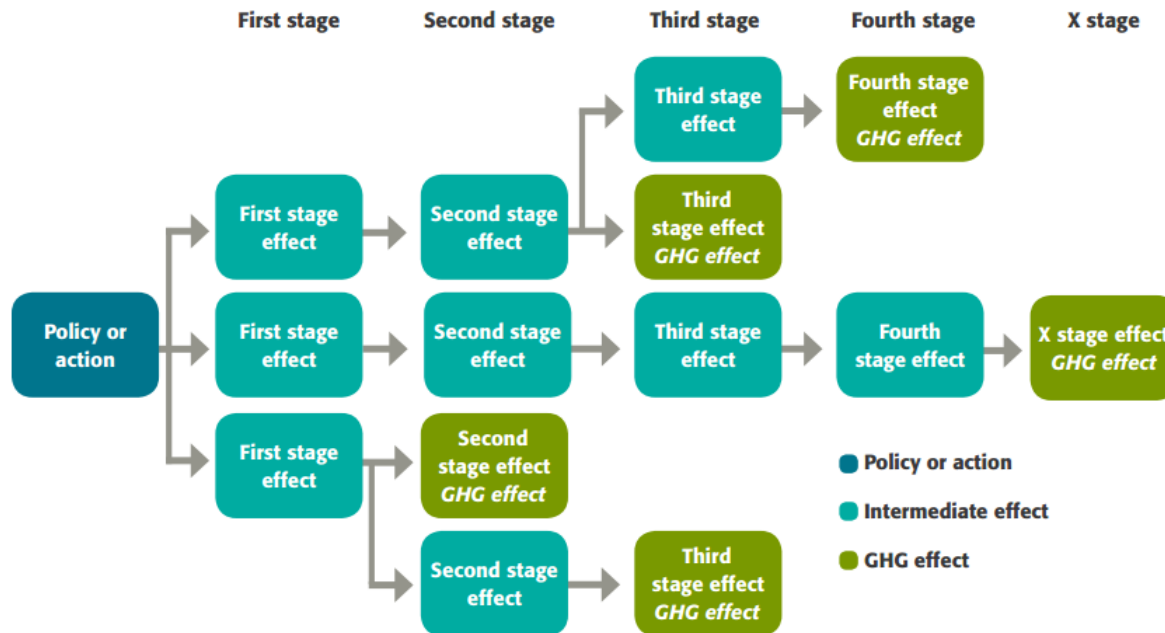 First stage
Second stage
Third stage
Fourth stage
X stage
Third stage
effect
Fourth stage
effect
GHG effect
First stage
effect
Second stage
effect
Third
stage effect
GHG effect
Policy or
action
First stage
effect
Second stage
effect
Third stage
effect
Fourth
stage effect
X stage effect
GHG effect
First stage
effect
Second
stage effect
GHG effect
Second stage
effect
Third
stage effect
GHG effect
Policy or action
Intermediate effect
GHG effect